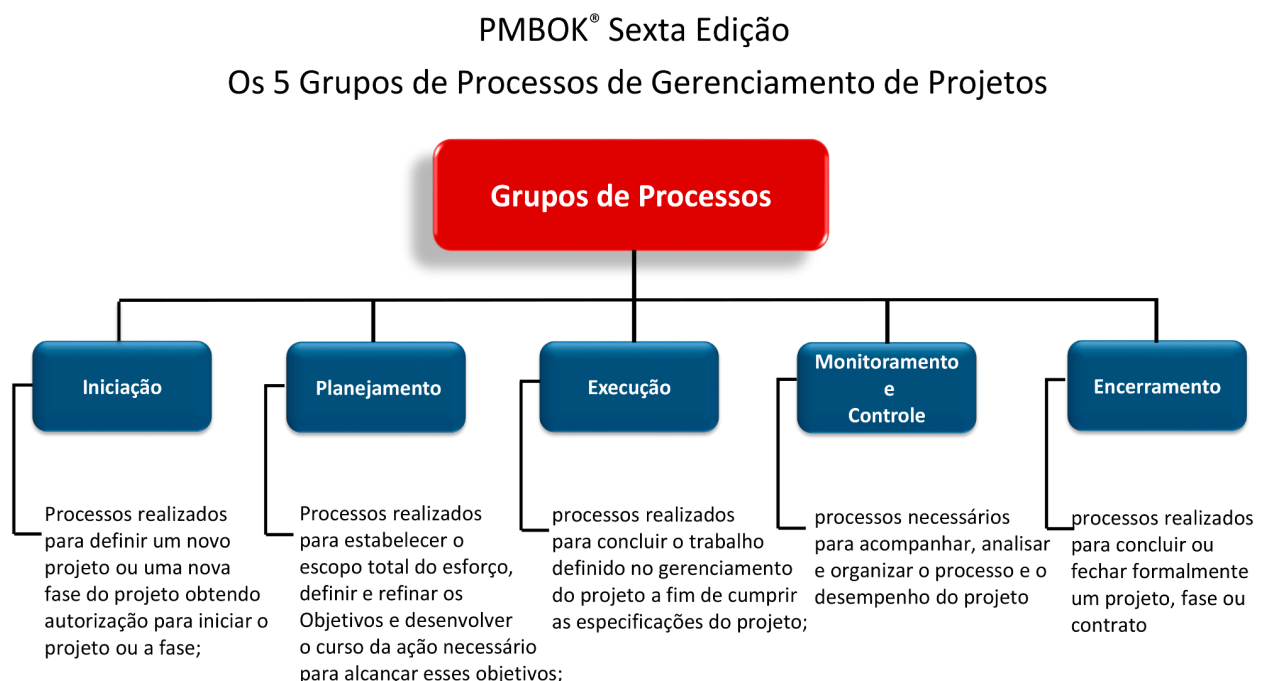 PMBOK® Sexta Edição
Os 5 Grupos de Processos de Gerenciamento de Projetos
Grupos de Processos
Iniciação
Planejamento
Execução
Monitoramento
e
Controle
Encerramento
Processos realizados
para definir um novo
projeto ou uma nova
fase do projeto obtendo
autorização para iniciar o
projeto ou a fase;
Processos realizados
para estabelecer o
escopo total do esforço,
definir e refinar os
Objetivos e desenvolver
o curso da ação necessário
para alcançar esses objetivos;
processos realizados
para concluir o trabalho
definido no gerenciamento
do projeto a fim de cumprir
as especificações do projeto;
processos necessários
para acompanhar, analisar
e organizar o processo e o
desempenho do projeto
processos realizados
para concluir ou
fechar formalmente
um projeto, fase ou
contrato